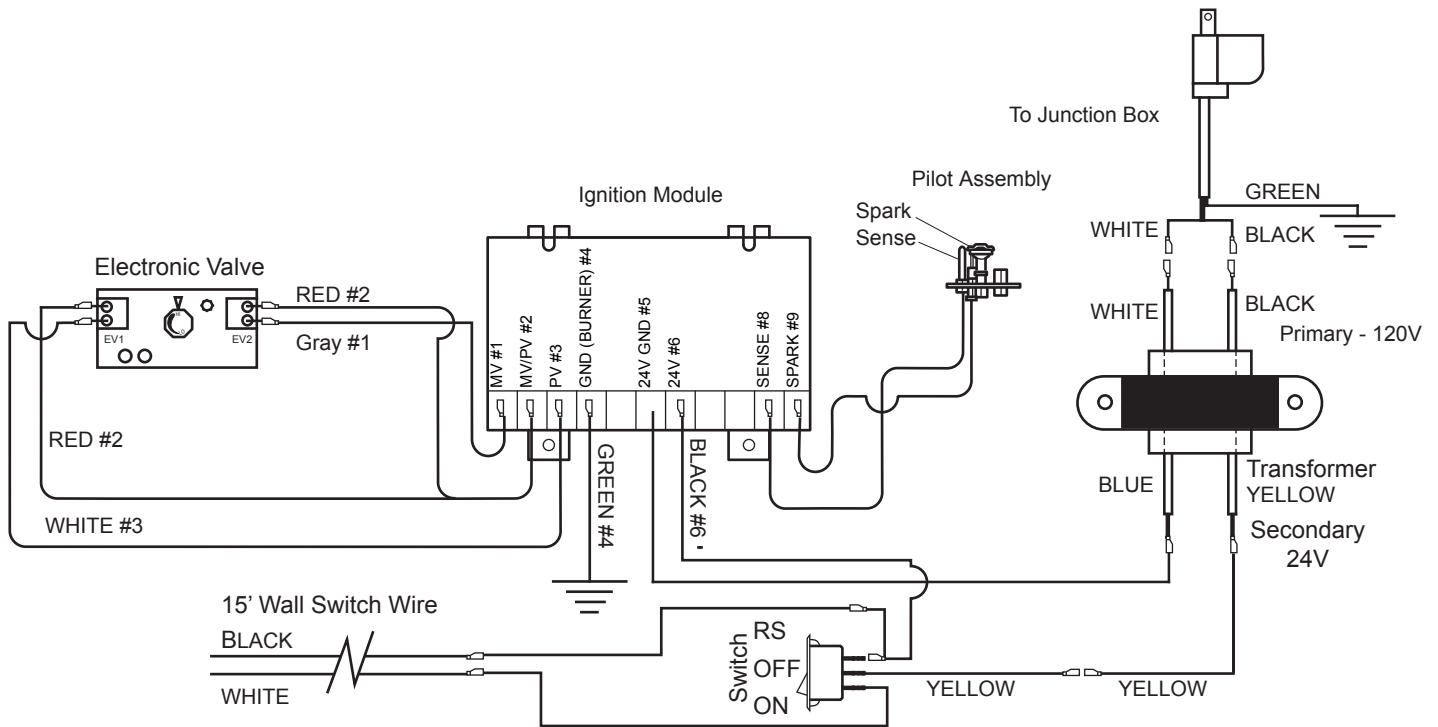 To Junction Box
GREEN
WHITE
BLACK
WHITE
BLACK
Primary - 120V
Transformer
BLUE
YELLOW
Secondary
24V
Pilot Assembly
Spark
Sense
Ignition Module
MV #1
MV/PV #2
PV #3
GND (BURNER) #4
24V GND #5
24V #6
SENSE #8
SPARK #9
Electronic Valve
EV1
EV2
HI
LO
RED #2
Gray #1
RED #2
WHITE #3
GREEN #4
BLACK #6 -
15’ Wall Switch Wire
BLACK
WHITE
Switch
RS
OFF
ON
YELLOW
YELLOW